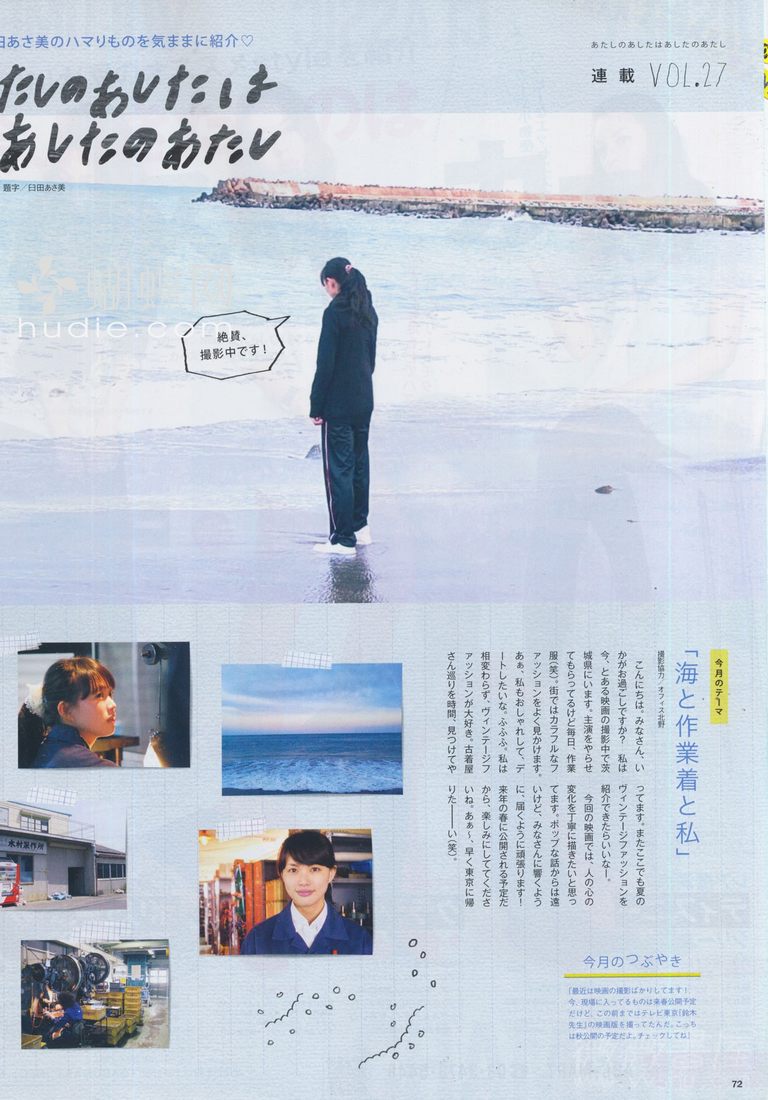 田あさ美のハマりものを気ままに紹介♡
あたしのあしたはあしたのあたし
連載 VOL.27
たしのあしたは
あしたのあたし
題字／臼田あさ美
蝴蝶网
hudie.com
絶賛、
撮影中です！
今月のテーマ
「海と作業着と私」
撮影協力／オフィス北野
こんにちは。みなさん、い
かがお過ごしですか？　私は
今、とある映画の撮影中で茨
城県にいます。主演をやらせ
てもらってるけど毎日、作業
服（笑）。街ではカラフルなフ
ァッションをよく見かけます。
あぁ、私もおしゃれして、デ
ートしたいな。ふふふ。私は
相変わらず、ヴィンテージフ
ァッションが大好き。古着屋
さん巡りを時間、見つけてや
ってます。またここでも夏の
ヴィンテージファッションを
紹介できたらいいなー。
今回の映画では、人の心の
変化を丁寧に描きたいと思っ
てます。ポップな話からは遠
いけど、みなさんに響くよう
に、届くように頑張ります！
来年の春に公開される予定だ
から、楽しみにしててくださ
いね。あぁ〜、早く東京に帰
りた───い（笑）。
木村製作所
今月のつぶやき
「最近は映画の撮影ばかりしてます！
今、現場に入ってるものは来春公開予定
だけど、この前まではテレビ東京『鈴木
先生』の映画版を撮ってたんだ。こっち
は秋公開の予定だよ。チェックしてね」
72